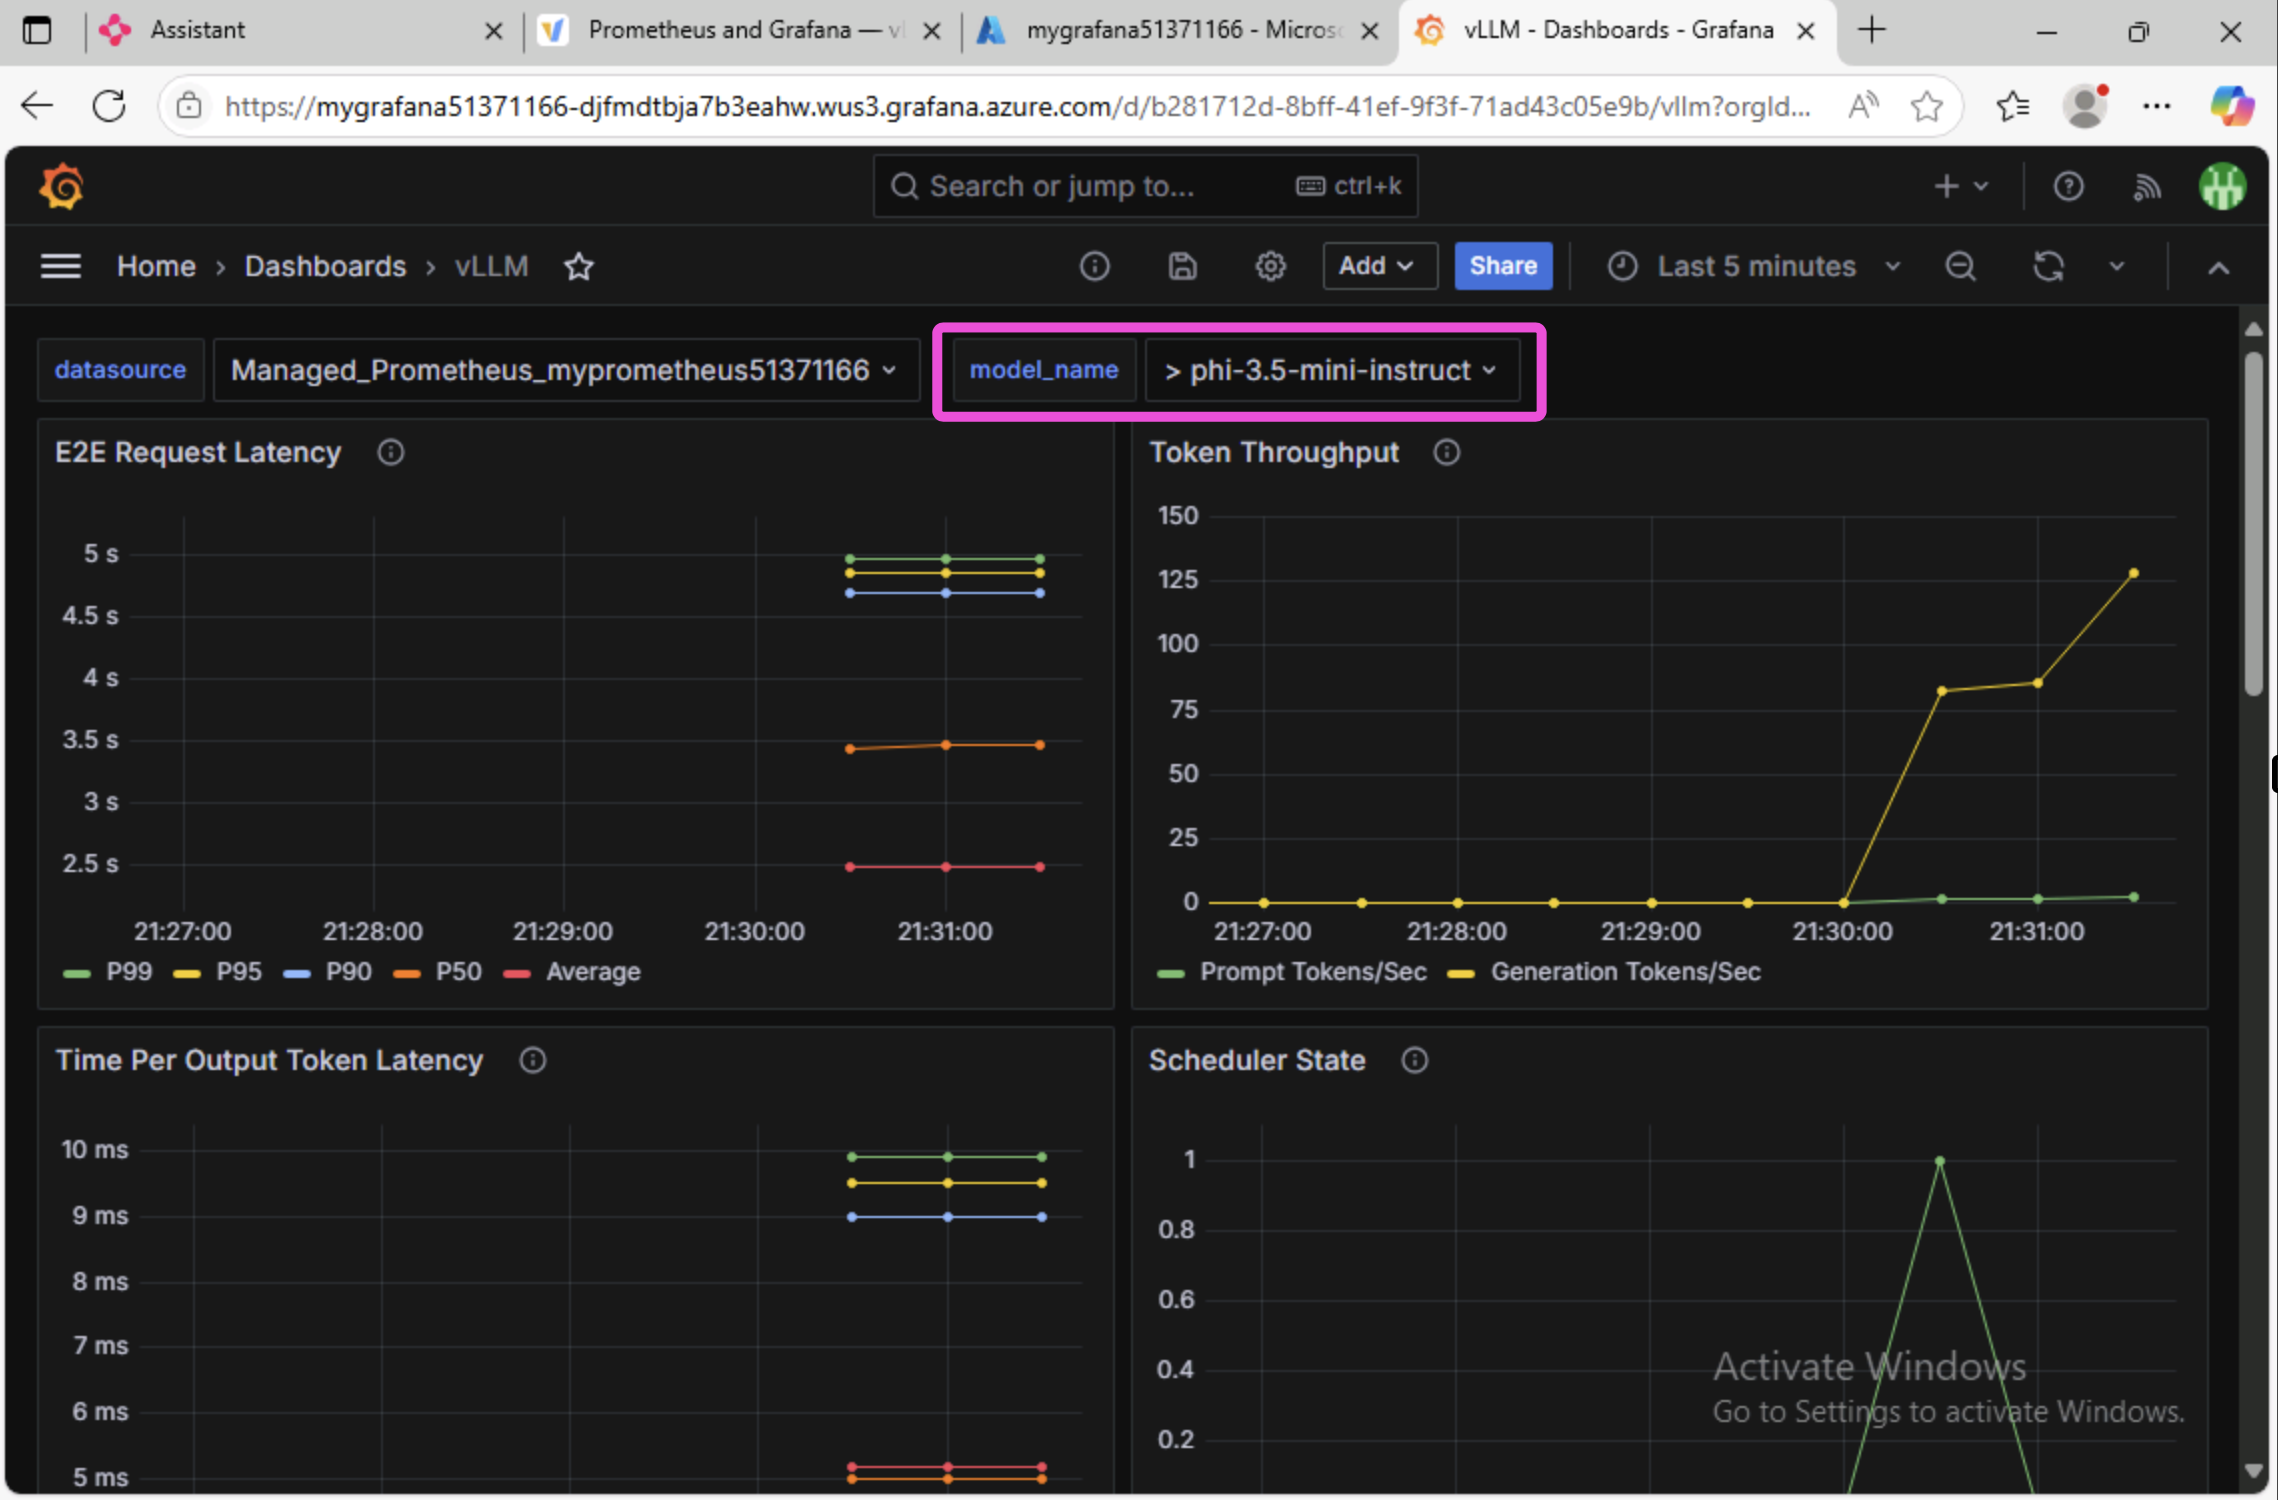 Assistant
Prometheus and Grafana — vl
mygrafana51371166 - Micros
vLLM - Dashboards - Grafana
https://mygrafana51371166-djfmdtbja7b3eahw.wus3.grafana.azure.com/d/b281712d-8bff-41ef-9f3f-71ad43c05e9b/vllm?orgId...
Search or jump to...
ctrl+k
Home › Dashboards › vLLM
Add
Share
Last 5 minutes
datasource
Managed_Prometheus_myprometheus51371166
model_name
> phi-3.5-mini-instruct
E2E Request Latency
5 s
4.5 s
4 s
3.5 s
3 s
2.5 s
21:27:00 21:28:00 21:29:00 21:30:00 21:31:00
P99 P95 P90 P50 Average
Token Throughput
150
125
100
75
50
25
0
21:27:00 21:28:00 21:29:00 21:30:00 21:31:00
Prompt Tokens/Sec Generation Tokens/Sec
Time Per Output Token Latency
10 ms
9 ms
8 ms
7 ms
6 ms
5 ms
Scheduler State
1
0.8
0.6
0.4
0.2
Activate Windows
Go to Settings to activate Windows.